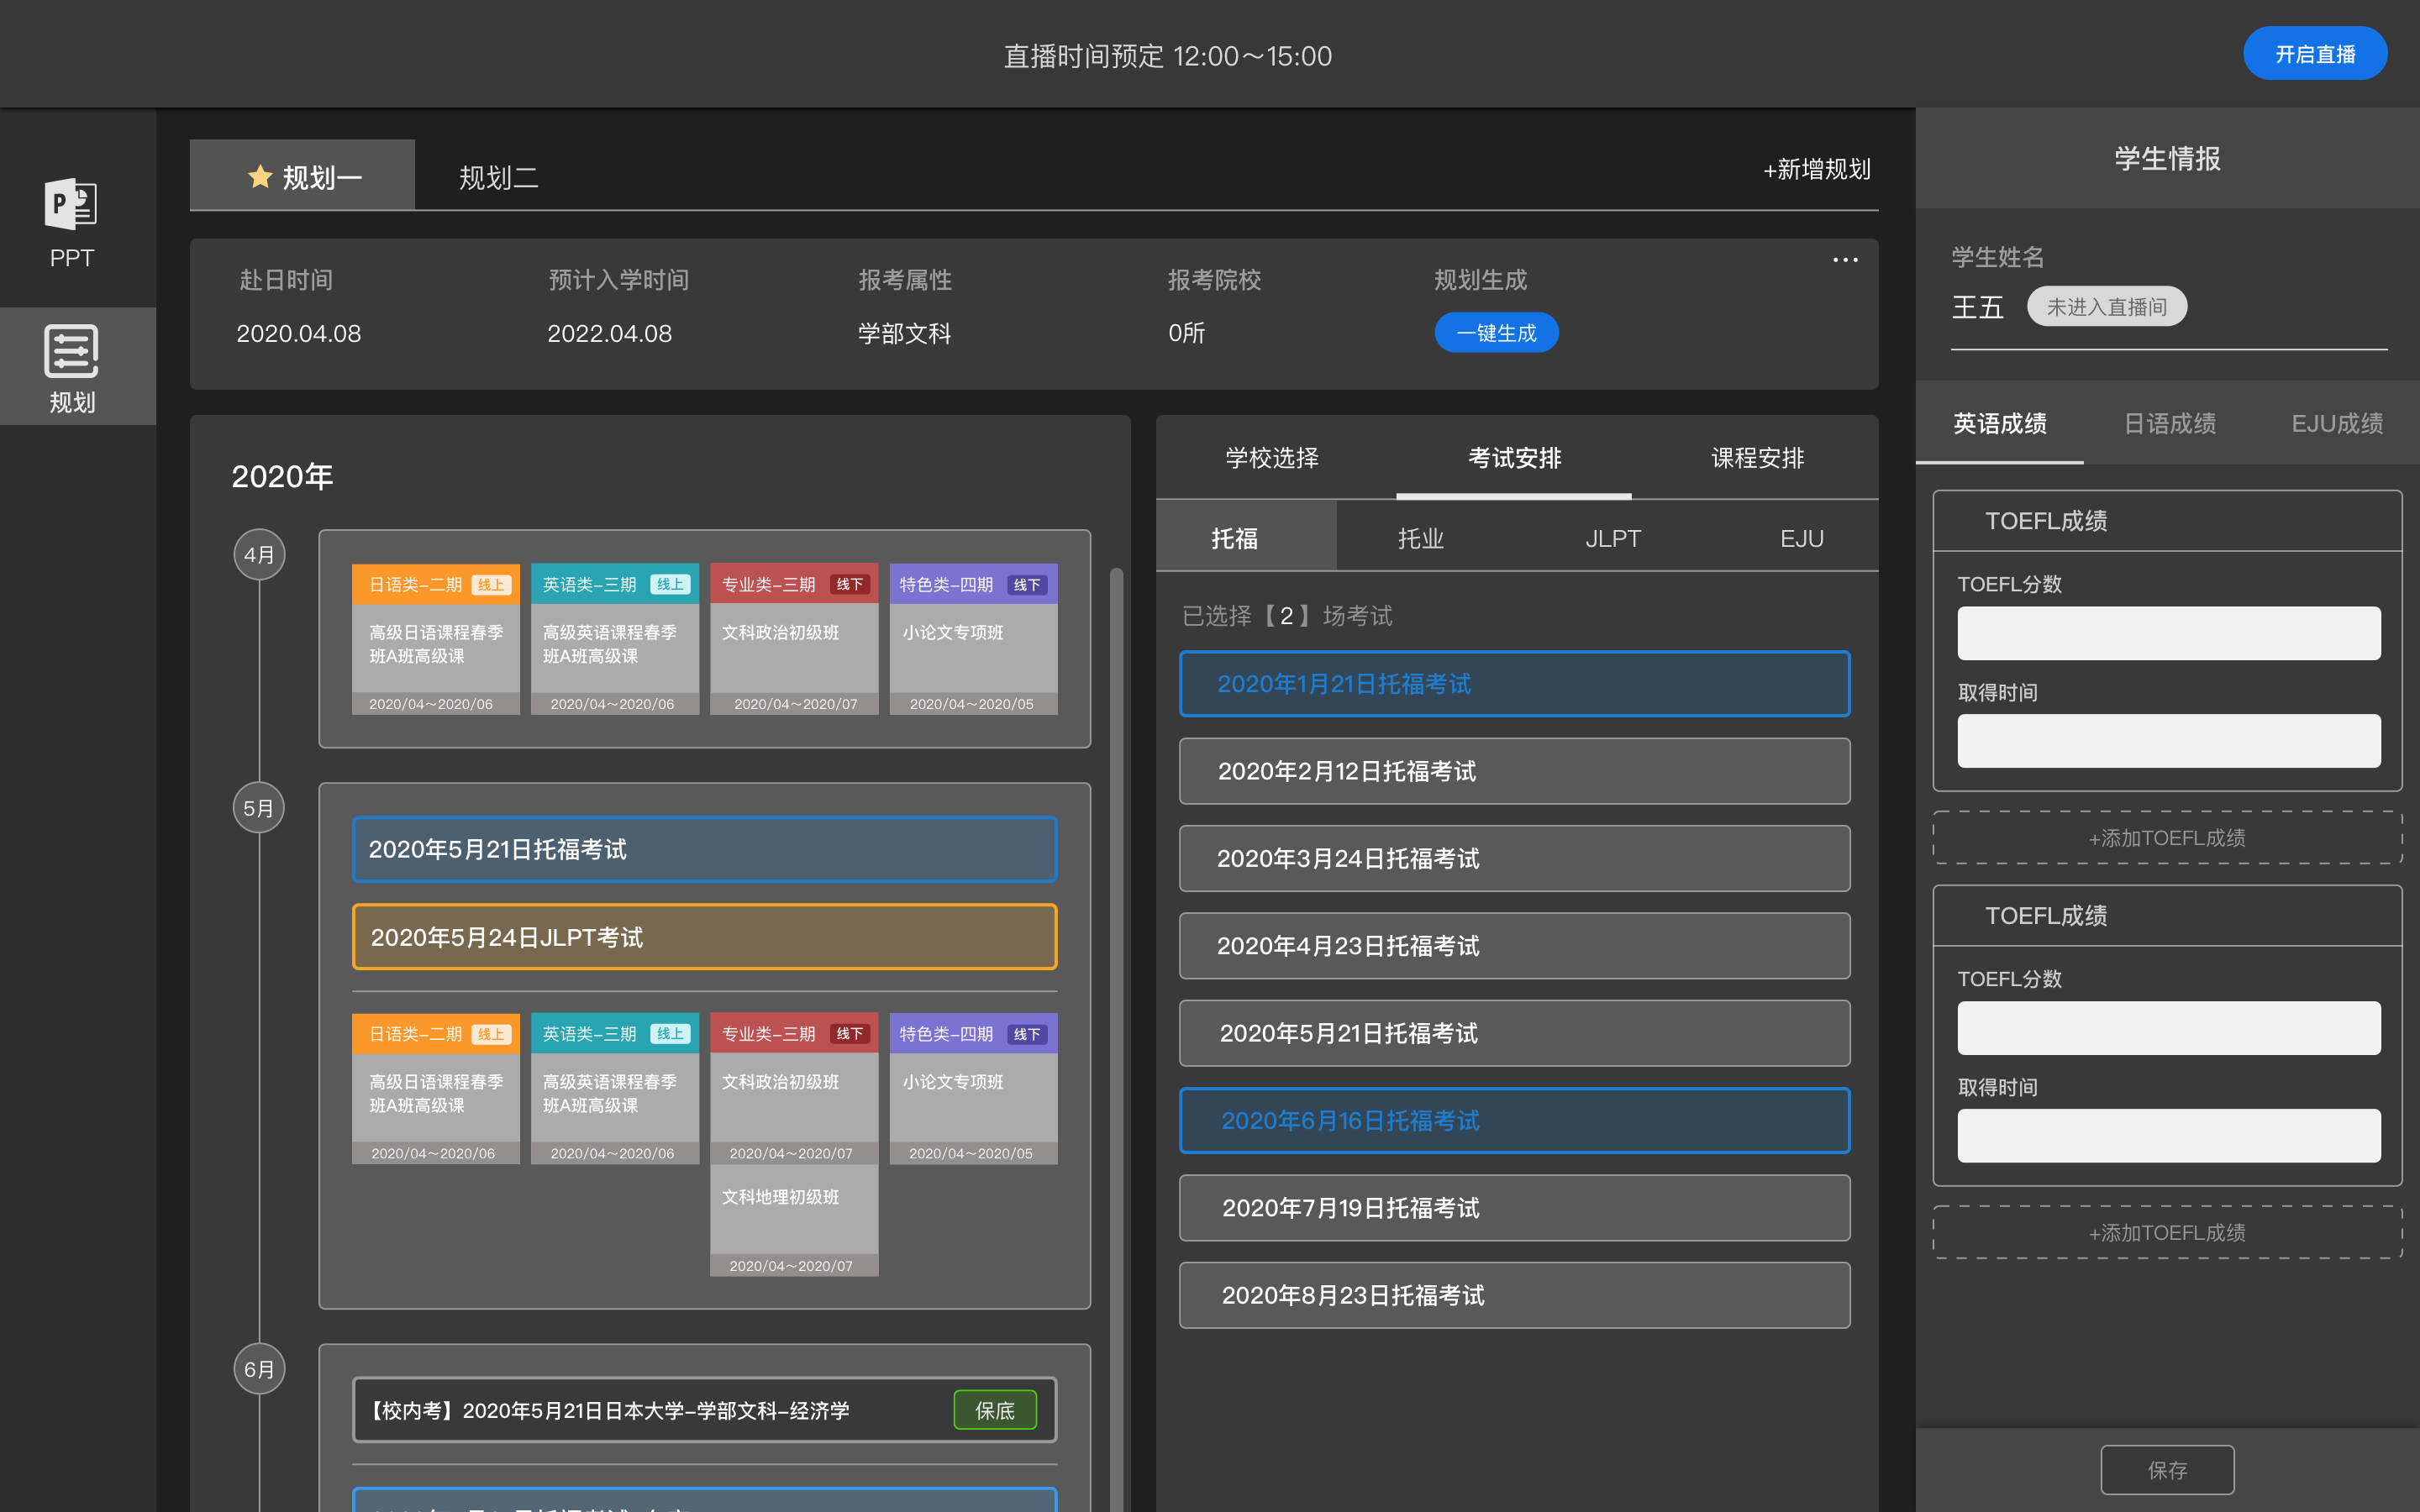 直播时间预定 12:00～15:00
开启直播
PPT
规划
规划一
规划二
+新增规划
赴日时间
预计入学时间
报考属性
报考院校
规划生成
2020.04.08
2022.04.08
学部文科
0所
一键生成
2020年
4月
日语类-二期 线上
高级日语课程春季
班A班高级课
2020/04～2020/06
英语类-三期 线上
高级英语课程春季
班A班高级课
2020/04～2020/06
专业类-三期 线下
文科政治初级班
2020/04～2020/07
特色类-四期 线下
小论文专项班
2020/04～2020/05
5月
2020年5月21日托福考试
2020年5月24日JLPT考试
日语类-二期 线上
高级日语课程春季
班A班高级课
2020/04～2020/06
英语类-三期 线上
高级英语课程春季
班A班高级课
2020/04～2020/06
专业类-三期 线下
文科政治初级班
2020/04～2020/07
文科地理初级班
2020/04～2020/07
特色类-四期 线下
小论文专项班
2020/04～2020/05
6月
【校内考】2020年5月21日日本大学-学部文科-经济学
保底
学校选择
考试安排
课程安排
托福
托业
JLPT
EJU
已选择【2】场考试
2020年1月21日托福考试
2020年2月12日托福考试
2020年3月24日托福考试
2020年4月23日托福考试
2020年5月21日托福考试
2020年6月16日托福考试
2020年7月19日托福考试
2020年8月23日托福考试
学生情报
学生姓名
王五
未进入直播间
英语成绩
日语成绩
EJU成绩
TOEFL成绩
TOEFL分数
取得时间
+添加TOEFL成绩
TOEFL成绩
TOEFL分数
取得时间
+添加TOEFL成绩
保存